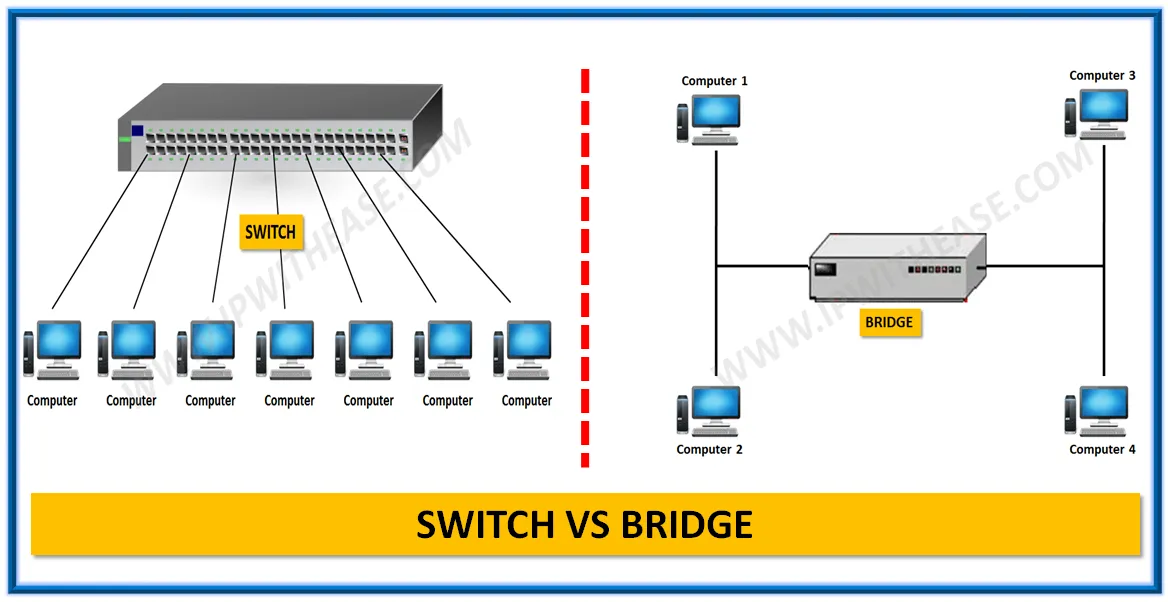 SWITCH
Computer Computer Computer Computer Computer Computer Computer
Computer 1
Computer 3
BRIDGE
Computer 2
Computer 4
WWW.IPWITHEASE.COM
WWW.IPWITHEASE.COM
SWITCH VS BRIDGE